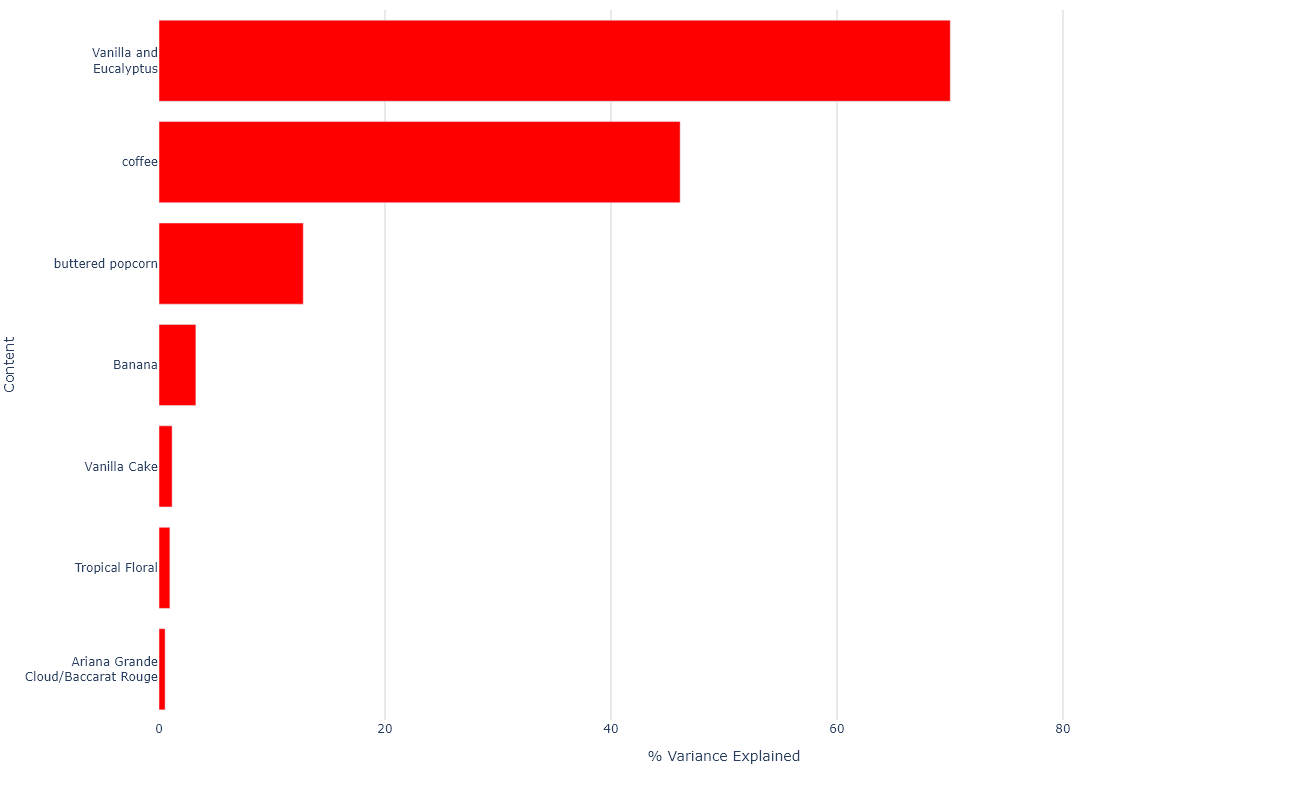 Vanilla and
Eucalyptus
coffee
buttered popcorn
Banana
Vanilla Cake
Tropical Floral
Ariana Grande
Cloud/Baccarat Rouge
Content
0 20 40 60 80
% Variance Explained